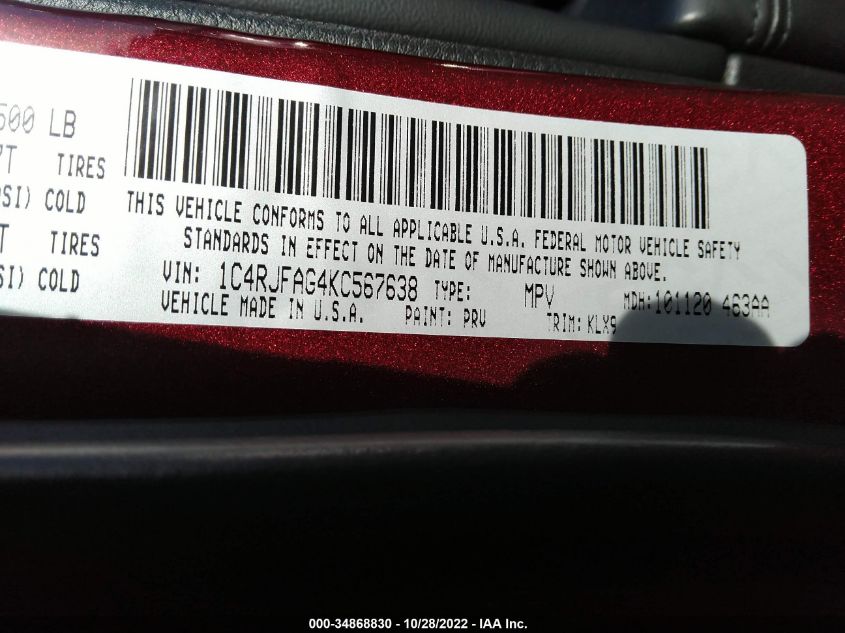 500 LB
7T TIRES
PSI) COLD
T TIRES
SI) COLD
THIS VEHICLE CONFORMS TO ALL APPLICABLE U.S.A. FEDERAL MOTOR VEHICLE SAFETY
STANDARDS IN EFFECT ON THE DATE OF MANUFACTURE SHOWN ABOVE.
VIN: 1C4RJFAG4KC567638 TYPE: MPV MDH:101120 463AA
VEHICLE MADE IN U.S.A. PAINT: PRV TRIM: KLX9
000-34868830 - 10/28/2022 - IAA Inc.